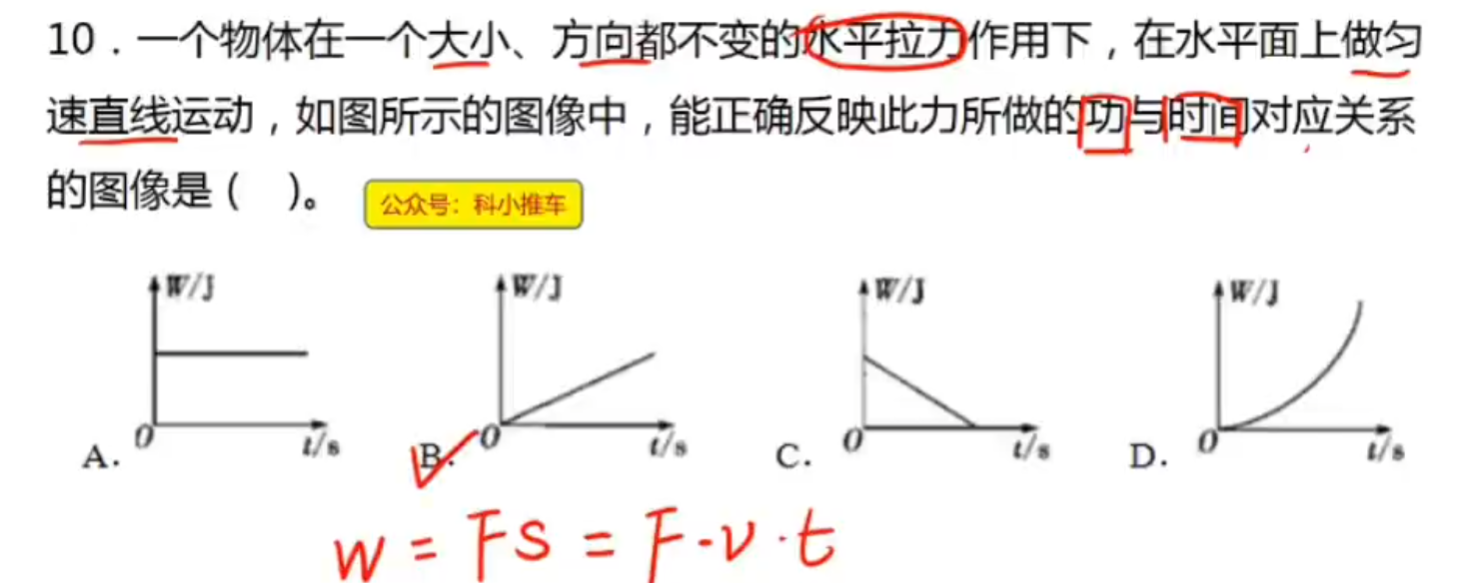 10．一个物体在一个大小、方向都不变的水平拉力作用下，在水平面上做匀
速直线运动，如图所示的图像中，能正确反映此力所做的功与时间对应关系
的图像是（　）。
公众号：科小推车
W/J
W/J
W/J
W/J
A.
0
t/s
B.
0
t/s
C.
0
t/s
D.
0
t/s
W = FS = F·v·t